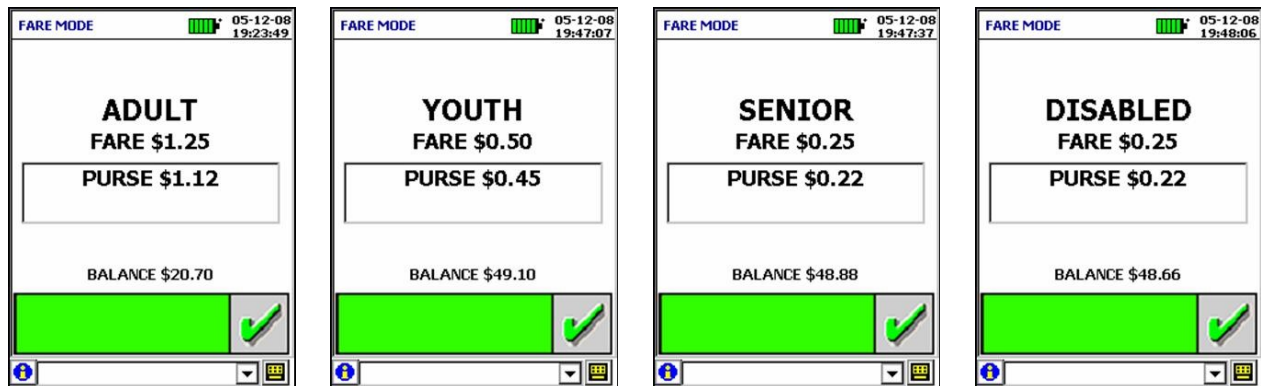 FARE MODE
05-12-08
19:23:49
ADULT
FARE $1.25
PURSE $1.12
BALANCE $20.70
FARE MODE
05-12-08
19:47:07
YOUTH
FARE $0.50
PURSE $0.45
BALANCE $49.10
FARE MODE
05-12-08
19:47:37
SENIOR
FARE $0.25
PURSE $0.22
BALANCE $48.88
FARE MODE
05-12-08
19:48:06
DISABLED
FARE $0.25
PURSE $0.22
BALANCE $48.66